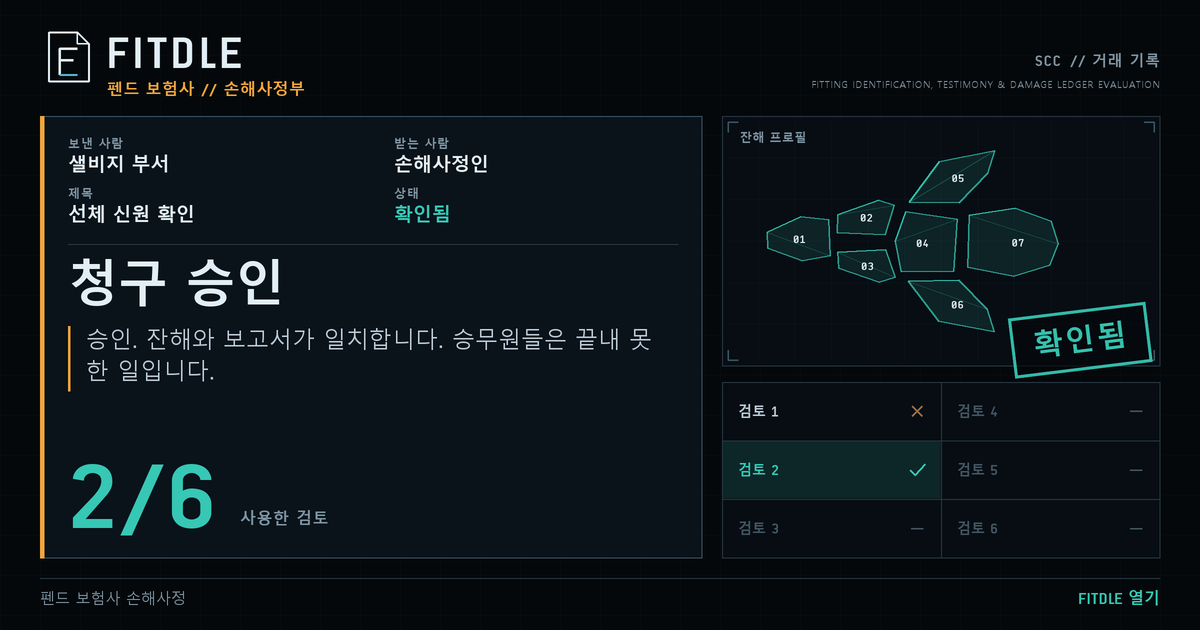 FITDLE
펜드 보험사 // 손해사정부
SCC // 거래 기록
FITTING IDENTIFICATION, TESTIMONY & DAMAGE LEDGER EVALUATION
보낸 사람
샐비지 부서
받는 사람
손해사정인
제목
선체 신원 확인
상태
확인됨
청구 승인
승인. 잔해와 보고서가 일치합니다. 승무원들은 끝내 못
한 일입니다.
2/6 사용한 검토
잔해 프로필
05
02
01
04
07
03
06
확인됨
검토 1
검토 4
검토 2
검토 5
검토 3
검토 6
펜드 보험사 손해사정
FITDLE 열기